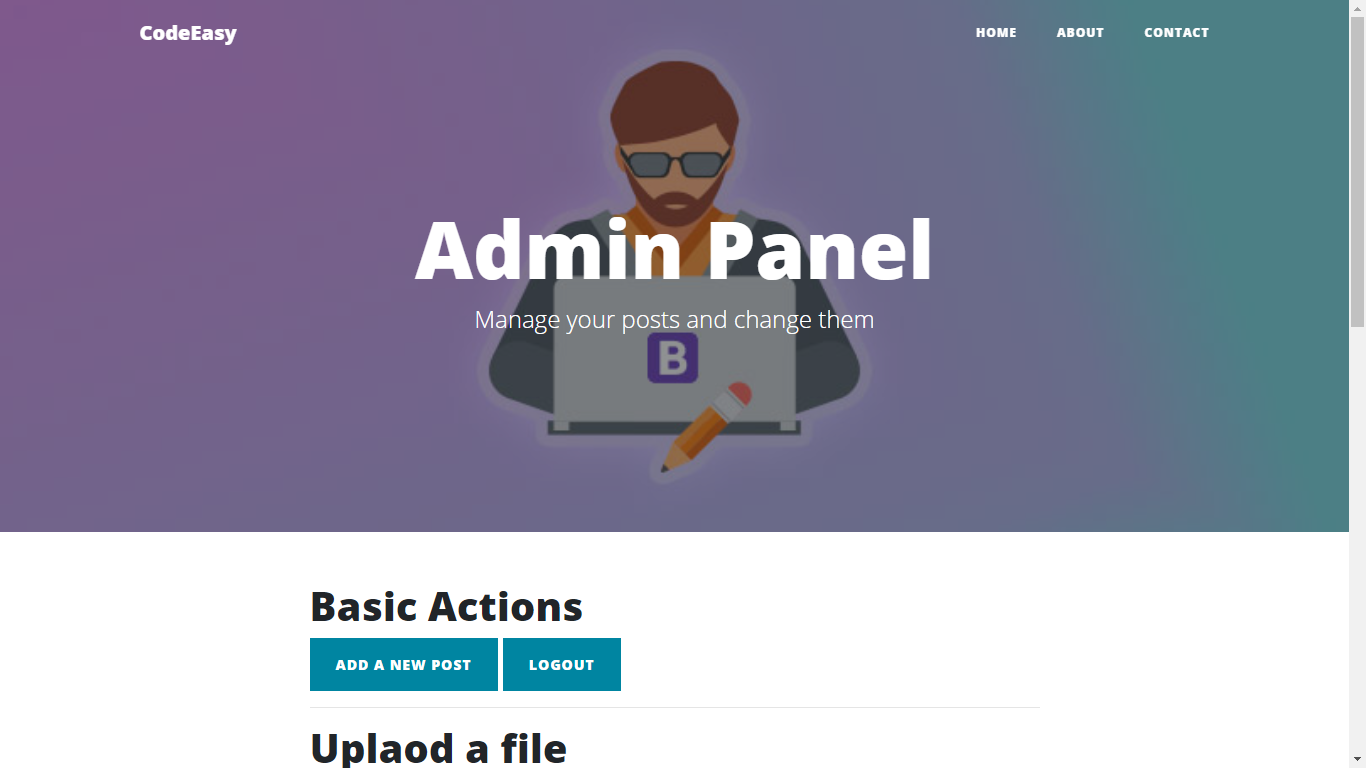 CodeEasy
HOME ABOUT CONTACT
Admin Panel
Manage your posts and change them
B
Basic Actions
ADD A NEW POST LOGOUT
Uplaod a file